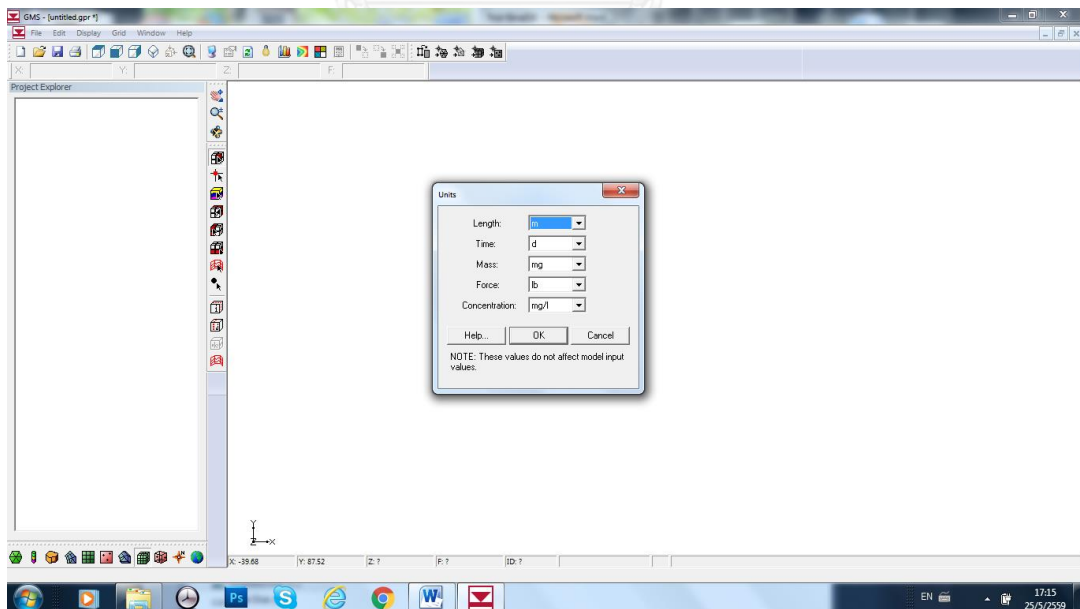 GMS - [untitled.gpr *]
File Edit Display Grid Window Help
X: Y: Z: F:
Project Explorer
Units
Length: m
Time: d
Mass: mg
Force: lb
Concentration: mg/l
Help... OK Cancel
NOTE: These values do not affect model input
values.
Y
Z X
X: -39.68 Y: 87.52 Z: ? F: ? ID: ?
Ps S W
EN 17:15
25/5/2559